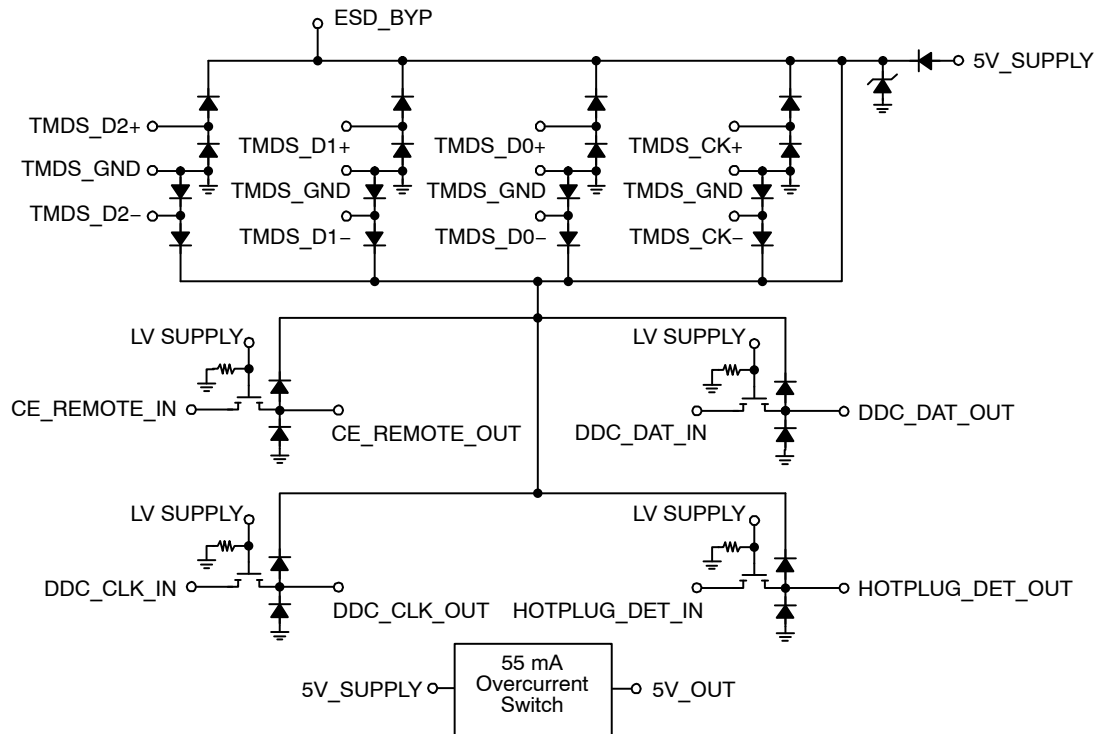 ESD_BYP
5V_SUPPLY
TMDS_D2+
TMDS_D1+
TMDS_D0+
TMDS_CK+
TMDS_GND
TMDS_GND
TMDS_GND
TMDS_GND
TMDS_D2−
TMDS_D1−
TMDS_D0−
TMDS_CK−
LV SUPPLY
LV SUPPLY
CE_REMOTE_IN
CE_REMOTE_OUT
DDC_DAT_IN
DDC_DAT_OUT
LV SUPPLY
LV SUPPLY
DDC_CLK_IN
DDC_CLK_OUT
HOTPLUG_DET_IN
HOTPLUG_DET_OUT
5V_SUPPLY
55 mA
Overcurrent
Switch
5V_OUT